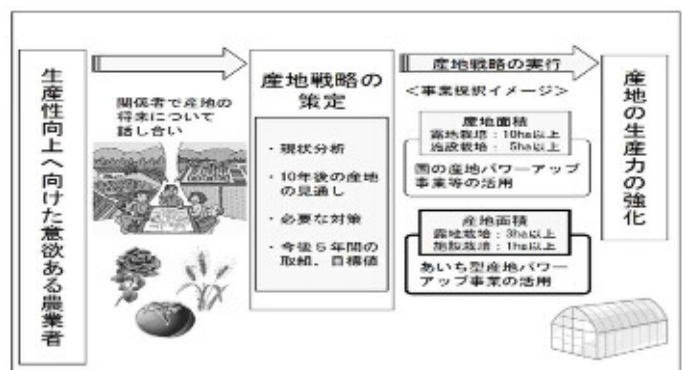 生産性向上へ向けた意欲ある農業者
関係者で産地の
将来について
話し合い
産地戦略の
策定
・現状分析
・10年後の産地
の見通し
・必要な対策
・今後5年間の
取組、目標値
産地戦略の実行
<事業採択イメージ>
産地面積
露地栽培：10ha以上
施設栽培： 5ha以上
国の産地パワーアップ
事業等の活用
産地面積
露地栽培：3ha以上
施設栽培：1ha以上
あいち型産地パワー
アップ事業の活用
産地の生産力の強化